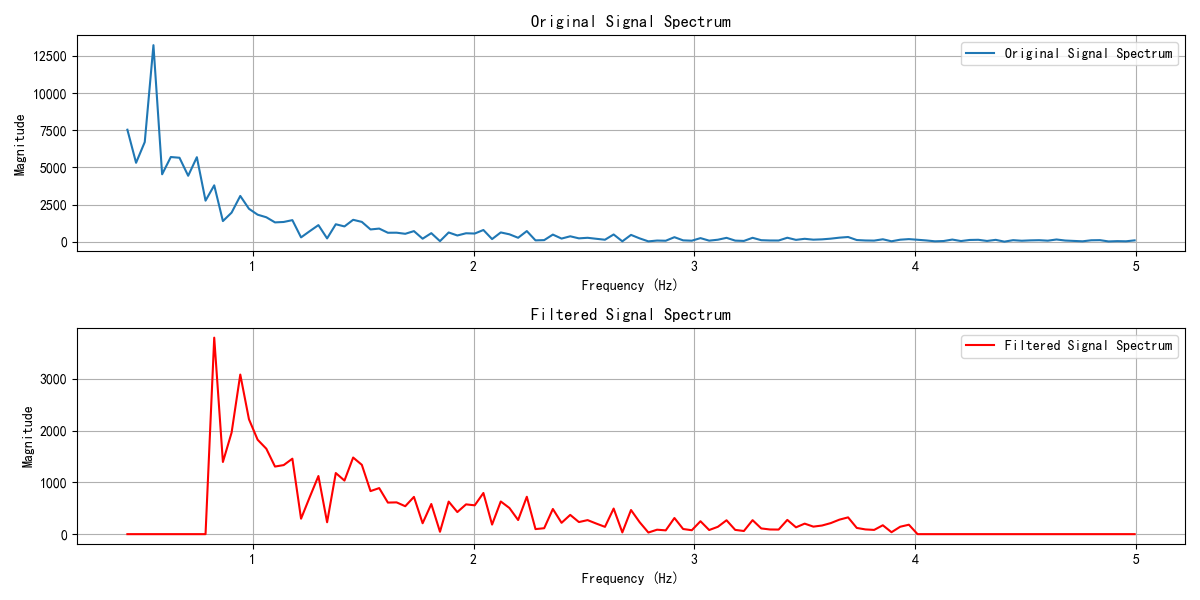 Original Signal Spectrum
Original Signal Spectrum
Magnitude
12500
10000
7500
5000
2500
0
1
2
3
4
5
Frequency (Hz)
Filtered Signal Spectrum
Filtered Signal Spectrum
Magnitude
3000
2000
1000
0
1
2
3
4
5
Frequency (Hz)